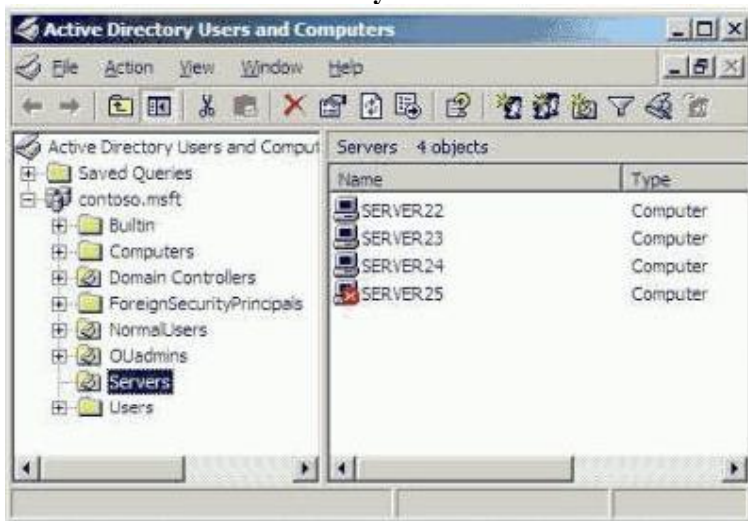 Active Directory Users and Computers
File Action View Window Help
Active Directory Users and Comput
Saved Queries
contoso.msft
Builtin
Computers
Domain Controllers
ForeignSecurityPrincipals
NormalUsers
OUadmins
Servers
Users
Servers 4 objects
Name Type
SERVER22 Computer
SERVER23 Computer
SERVER24 Computer
SERVER25 Computer